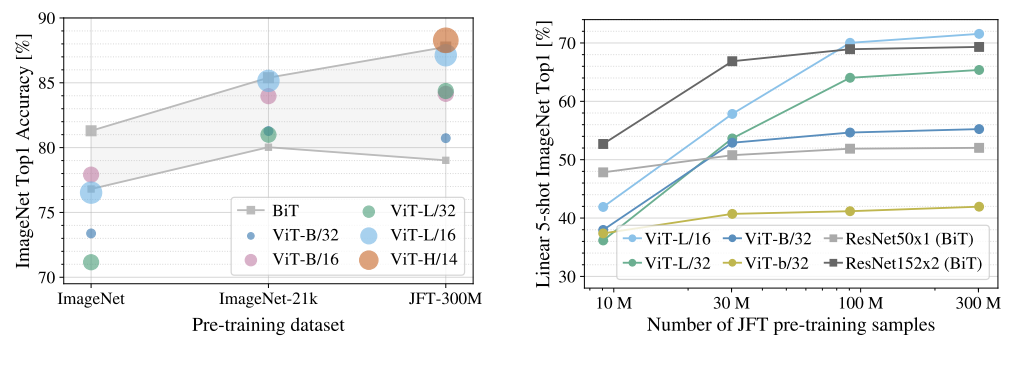 ImageNet Top1 Accuracy [%]
90
85
80
75
70
BiT
ViT-B/32
ViT-B/16
ViT-L/32
ViT-L/16
ViT-H/14
ImageNet
ImageNet-21k
JFT-300M
Pre-training dataset
Linear 5-shot ImageNet Top1 [%]
70
60
50
40
30
ViT-L/16
ViT-B/32
ResNet50x1 (BiT)
ViT-L/32
ViT-b/32
ResNet152x2 (BiT)
10 M
30 M
100 M
300 M
Number of JFT pre-training samples